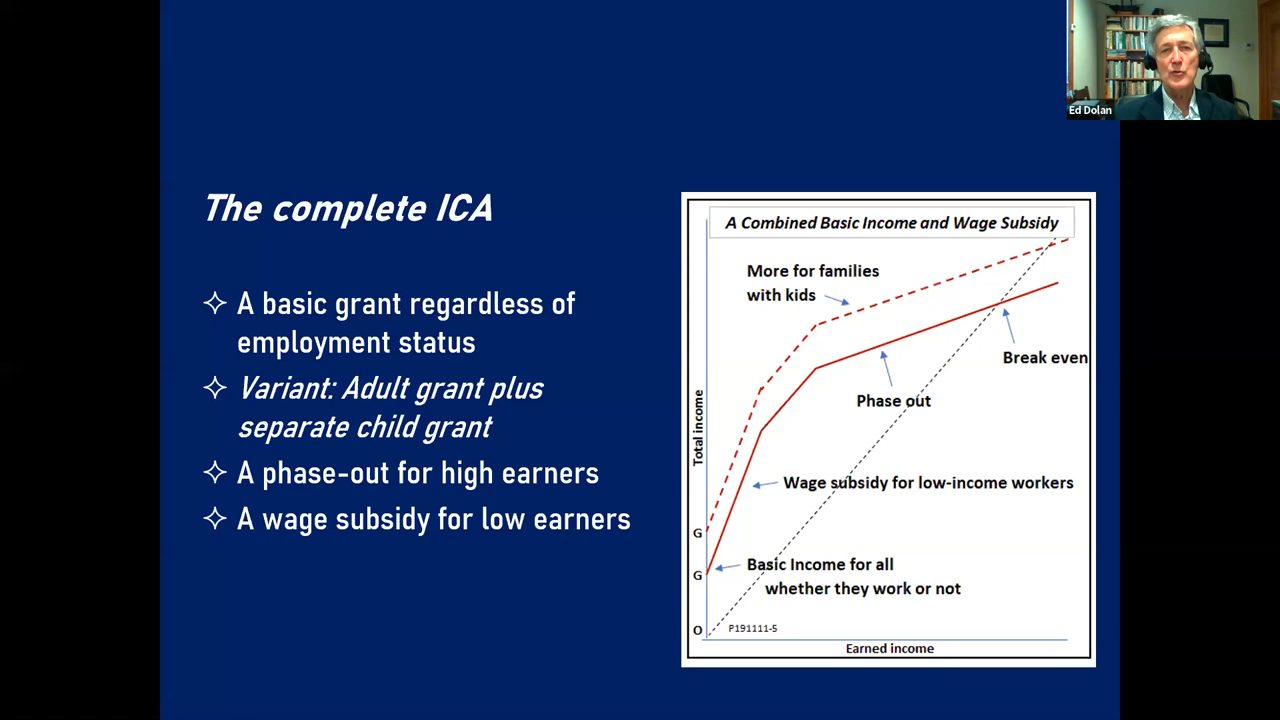 Ed Dolan
The complete ICA
A basic grant regardless of
employment status
Variant: Adult grant plus
separate child grant
A phase-out for high earners
A wage subsidy for low earners
A Combined Basic Income and Wage Subsidy
More for families
with kids
Break even
Phase out
Total income
Wage subsidy for low-income workers
G
G
Basic Income for all
whether they work or not
O
P191111-5
Earned income